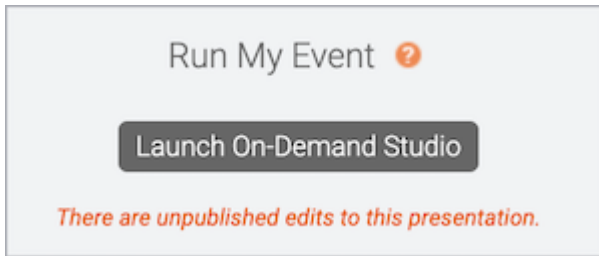 Run My Event ?
Launch On-Demand Studio
There are unpublished edits to this presentation.